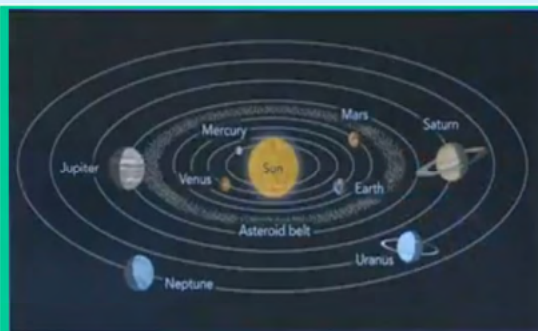 Mars
Saturn
Mercury
Jupiter
Sun
Venus
Earth
Asteroid belt
Uranus
Neptune